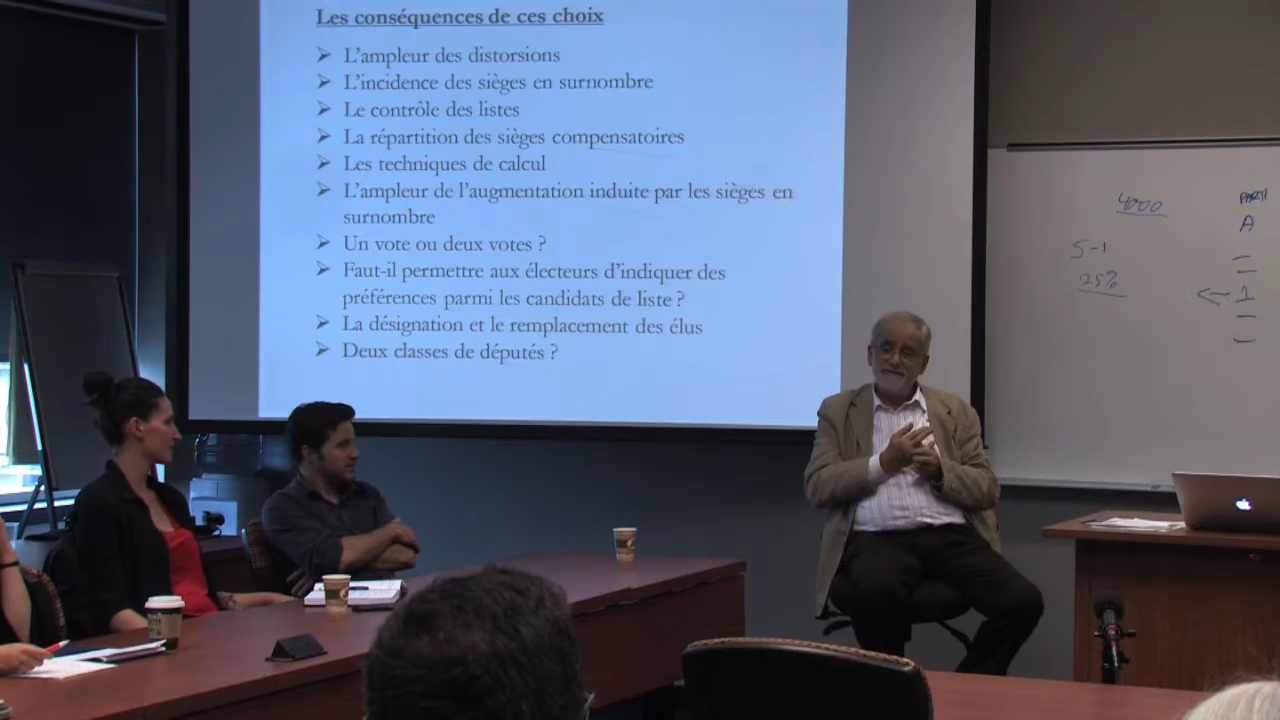 Les conséquences de ces choix
➢ L'ampleur des distorsions
➢ L'incidence des sièges en surnombre
➢ Le contrôle des listes
➢ La répartition des sièges compensatoires
➢ Les techniques de calcul
➢ L'ampleur de l'augmentation induite par les sièges en
surnombre
➢ Un vote ou deux votes ?
➢ Faut-il permettre aux électeurs d'indiquer des
préférences parmi les candidats de liste ?
➢ La désignation et le remplacement des élus
➢ Deux classes de députés ?
4000
5-1
25%
PARTI
A
1